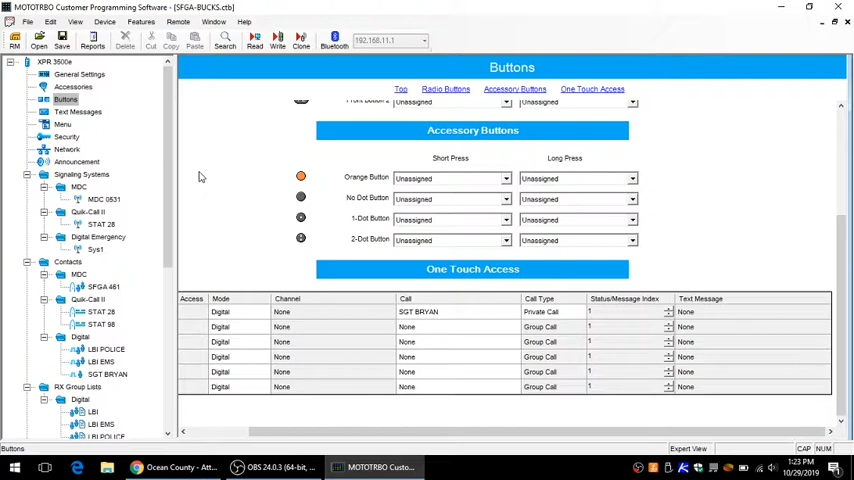 MOTOTRBO Customer Programming Software - [SFGA-BUCKS.ctb]
File Edit View Device Features Remote Window Help
RM Open Save Reports Delete Cut Copy Paste Search Read Write Clone Bluetooth 192.168.11.1
XPR 3500e
General Settings
Accessories
Buttons
Text Messages
Menu
Security
Network
Announcement
Signaling Systems
MDC
MDC 0531
Quik-Call II
STAT 28
Digital Emergency
Sys1
Contacts
MDC
SFGA 461
Quik-Call II
STAT 28
STAT 98
Digital
LBI POLICE
LBI EMS
SGT BRYAN
RX Group Lists
Digital
LBI
LBI EMS
LBI POLICE
Buttons
Top Radio Buttons Accessory Buttons One Touch Access
Front Button 2 Unassigned Unassigned
Accessory Buttons
Short Press Long Press
Orange Button Unassigned Unassigned
No Dot Button Unassigned Unassigned
1-Dot Button Unassigned Unassigned
2-Dot Button Unassigned Unassigned
One Touch Access
Access Mode Channel Call Call Type Status/Message Index Text Message
Digital None SGT BRYAN Private Call 1 None
Digital None None Group Call 1 None
Digital None None Group Call 1 None
Digital None None Group Call 1 None
Digital None None Group Call 1 None
Digital None None Group Call 1 None
Buttons Expert View CAP NUM
Ocean County - Att... OBS 24.0.3 (64-bit, ... MOTOTRBO Custo... 1:23 PM
10/29/2019